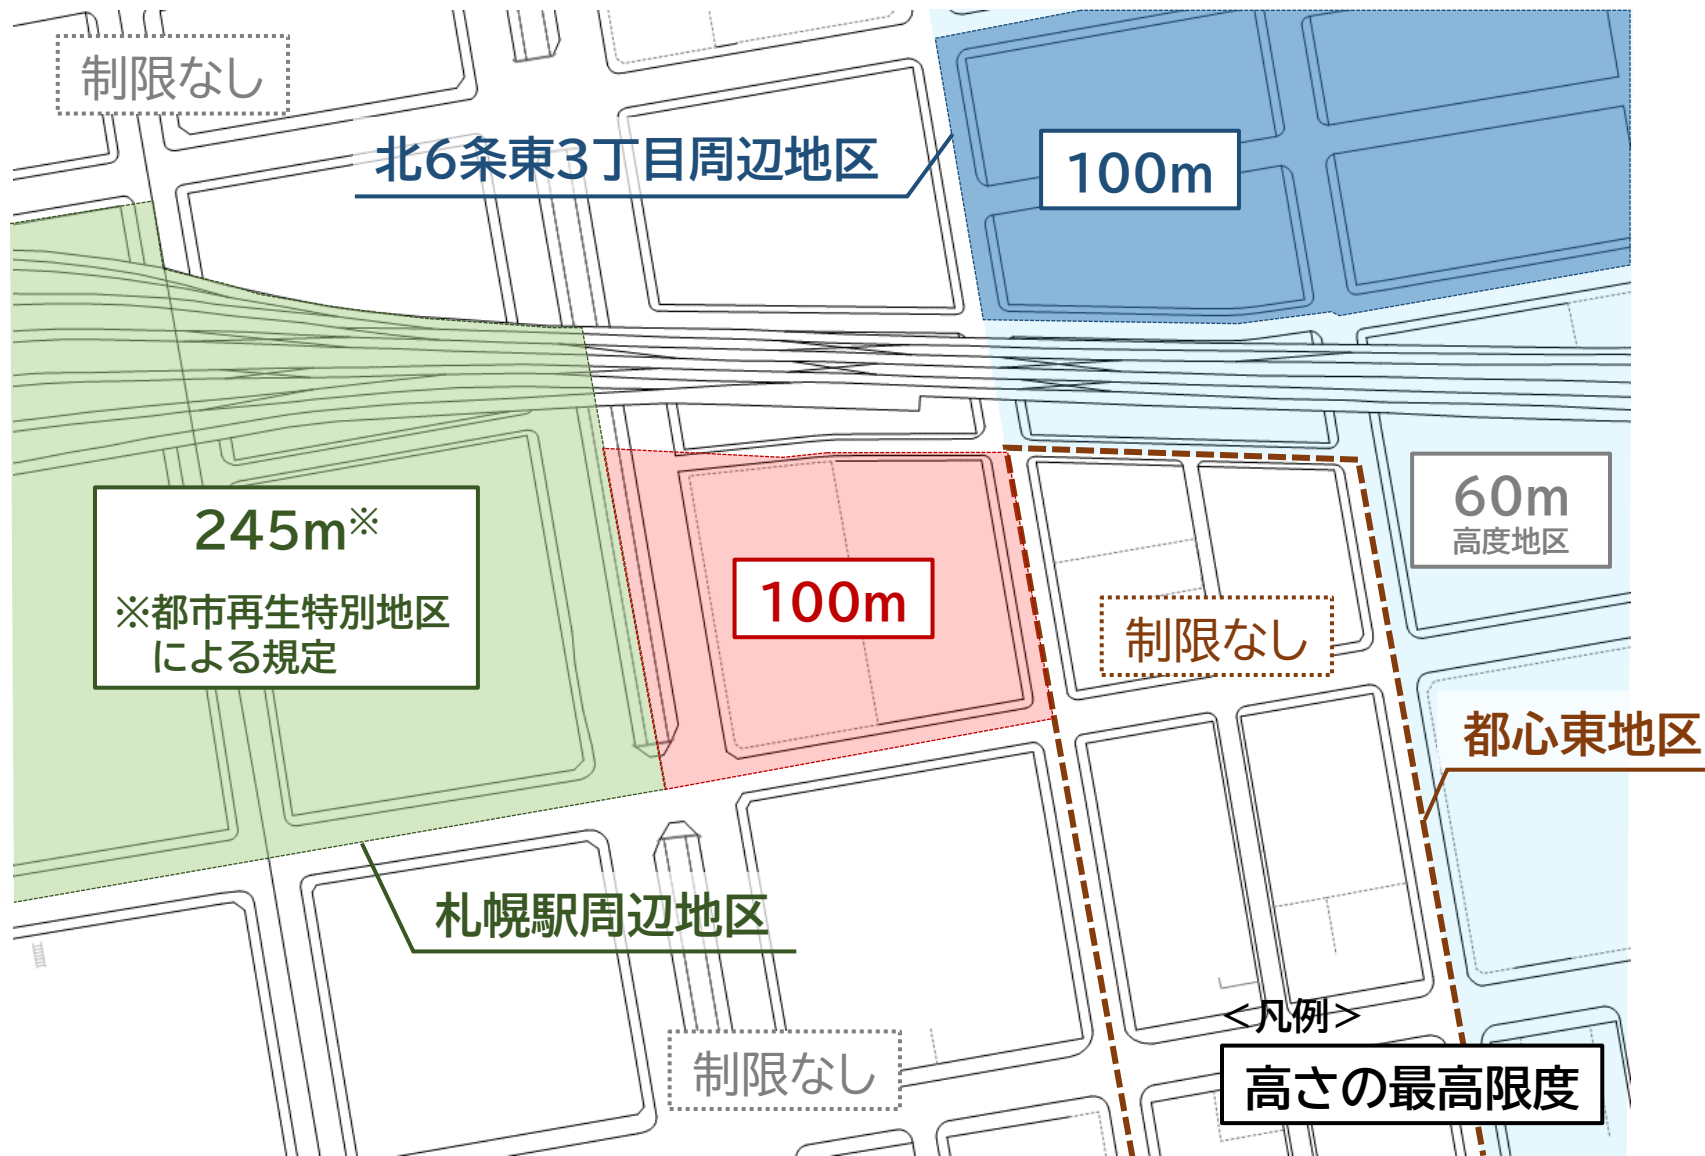 制限なし
北6条東3丁目周辺地区
100m
245m※
※都市再生特別地区
による規定
100m
60m
高度地区
制限なし
都心東地区
札幌駅周辺地区
制限なし
＜凡例＞
高さの最高限度